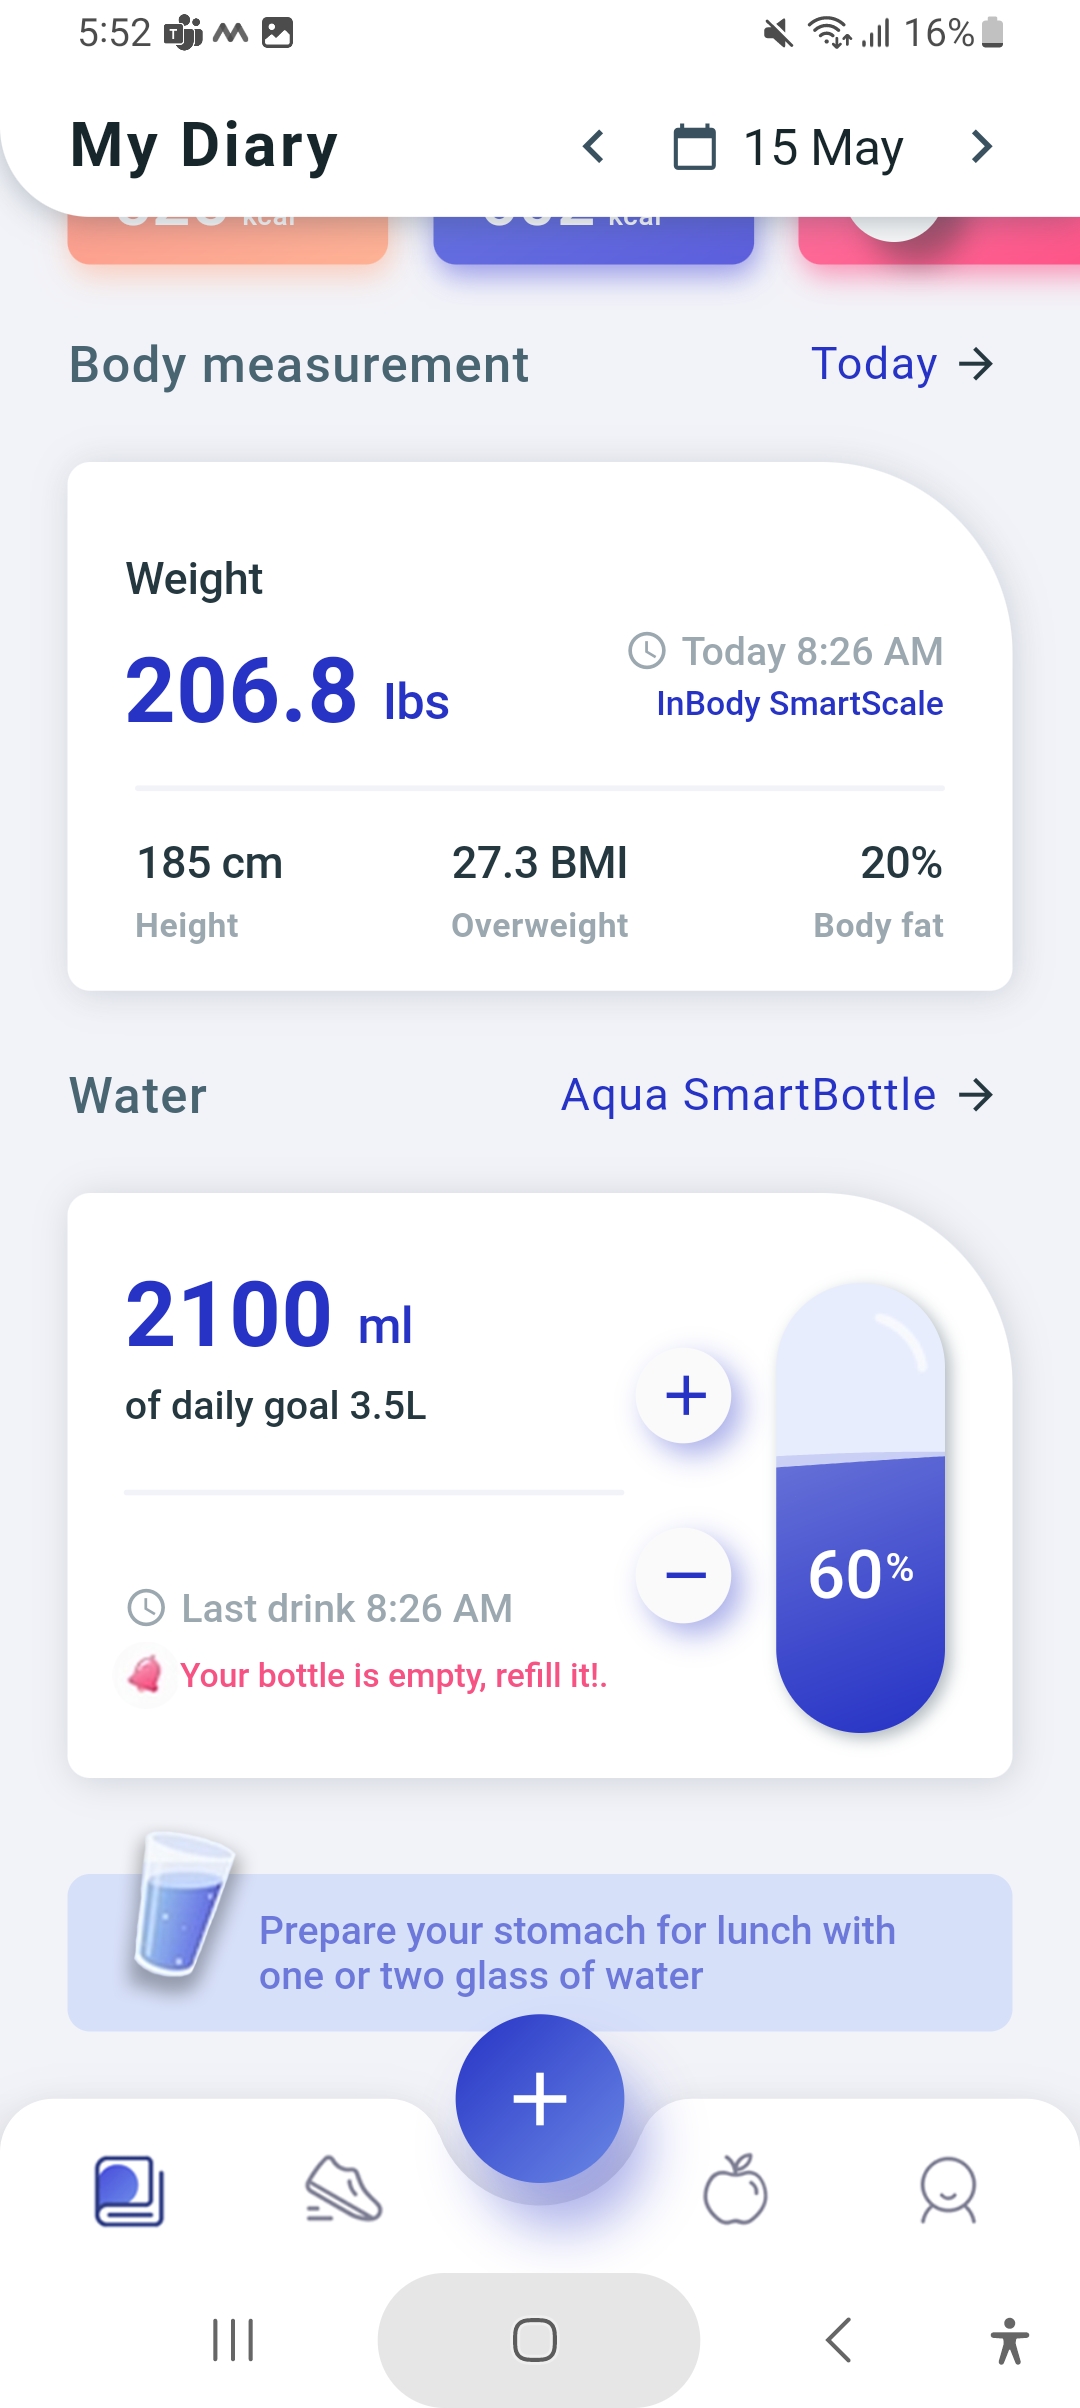 5:52
16%
My Diary
15 May
kcal
kcal
Body measurement
Today
Weight
206.8 lbs
Today 8:26 AM
InBody SmartScale
185 cm
27.3 BMI
20%
Height
Overweight
Body fat
Water
Aqua SmartBottle
2100 ml
of daily goal 3.5L
60%
Last drink 8:26 AM
Your bottle is empty, refill it!.
Prepare your stomach for lunch with
one or two glass of water